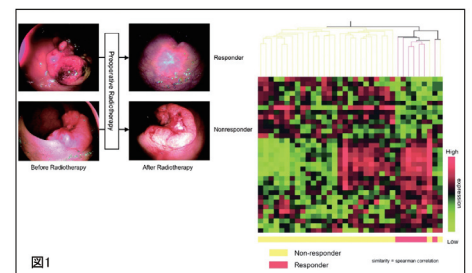 Preoperative Radiotherapy
Responder
Nonresponder
Before Radiotherapy
After Radiotherapy
High
expression
Low
Non-responder
Responder
similarity = spearman correlation
図1